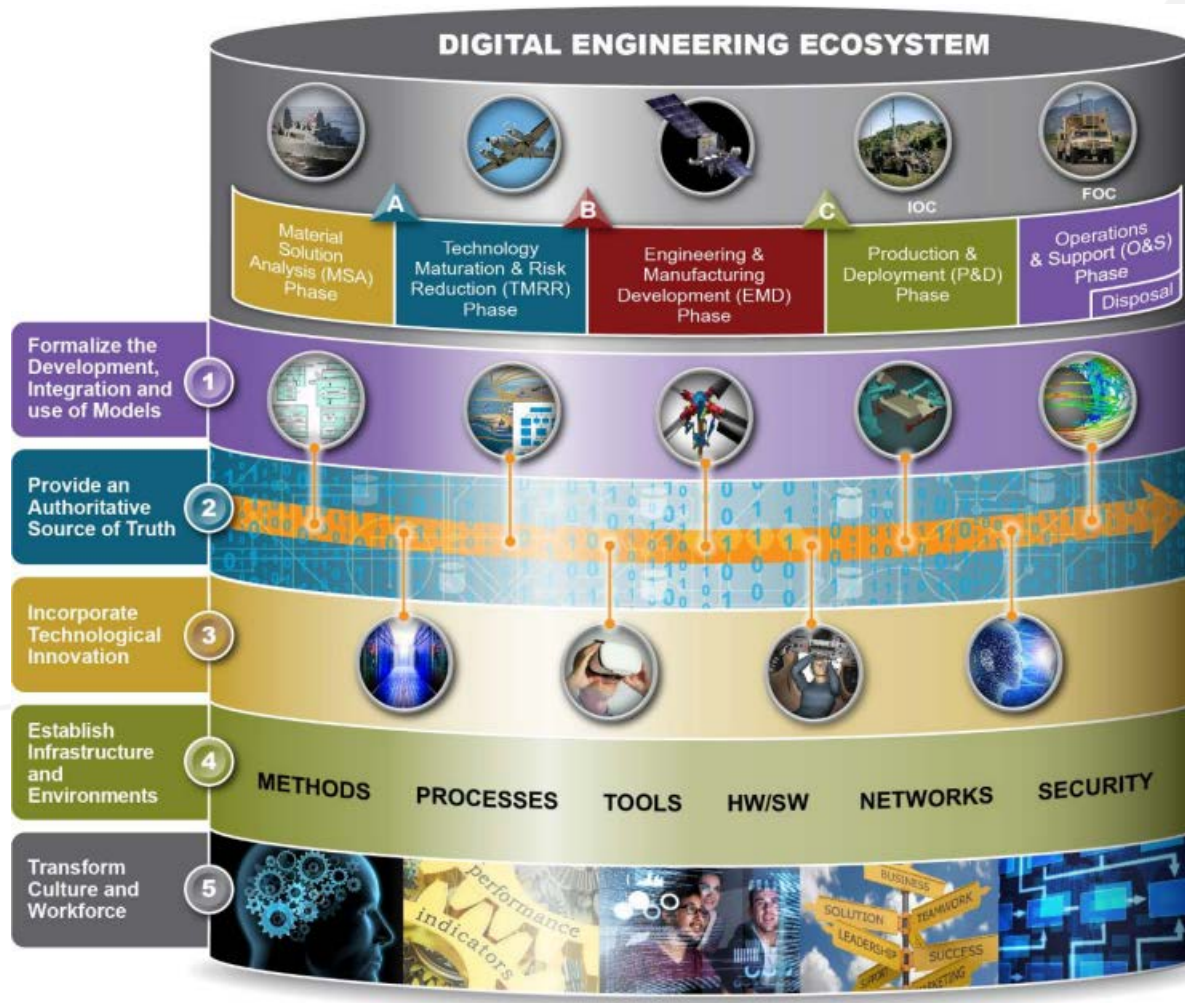 DIGITAL ENGINEERING ECOSYSTEM
IOC
FOC
A
B
C
Material
Solution
Analysis (MSA)
Phase
Technology
Maturation & Risk
Reduction (TMRR)
Phase
Engineering &
Manufacturing
Development (EMD)
Phase
Production &
Deployment (P&D)
Phase
Operations
& Support (O&S)
Phase
Disposal
Formalize the
Development,
Integration and
use of Models
1
Provide an
Authoritative
Source of Truth
2
Incorporate
Technological
Innovation
3
Establish
Infrastructure
and
Environments
4
METHODS
PROCESSES
TOOLS
HW/SW
NETWORKS
SECURITY
Transform
Culture and
Workforce
5
performance
indicators
BUSINESS
SOLUTION
TEAMWORK
LEADERSHIP
SUCCESS
SUPPORT
MARKETING